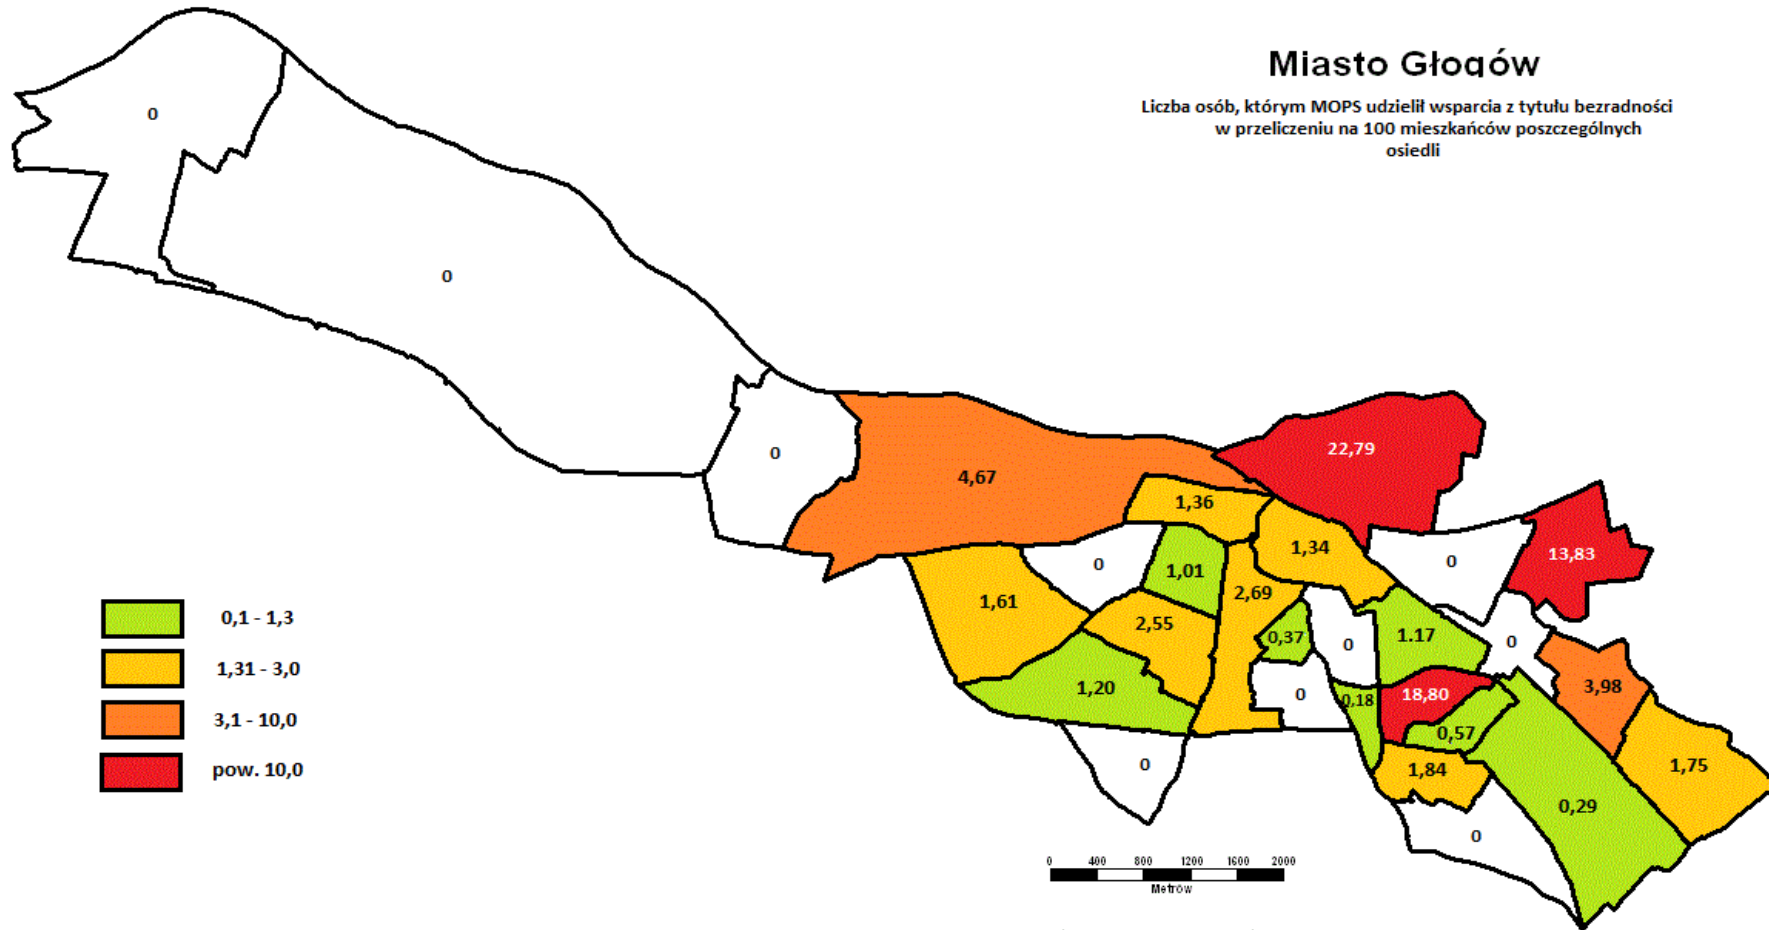 Miasto Głogów
Liczba osób, którym MOPS udzielił wsparcia z tytułu bezradności
w przeliczeniu na 100 mieszkańców poszczególnych
osiedli
0
0
0
4,67
22,79
1,36
1,34
0
13,83
0
1,01
1,61
2,69
2,55
0,37
0
1.17
0
1,20
0
0,18
18,80
3,98
0,57
0
1,84
1,75
0,29
0
0,1 - 1,3
1,31 - 3,0
3,1 - 10,0
pow. 10,0
0 400 800 1200 1600 2000
Metrów